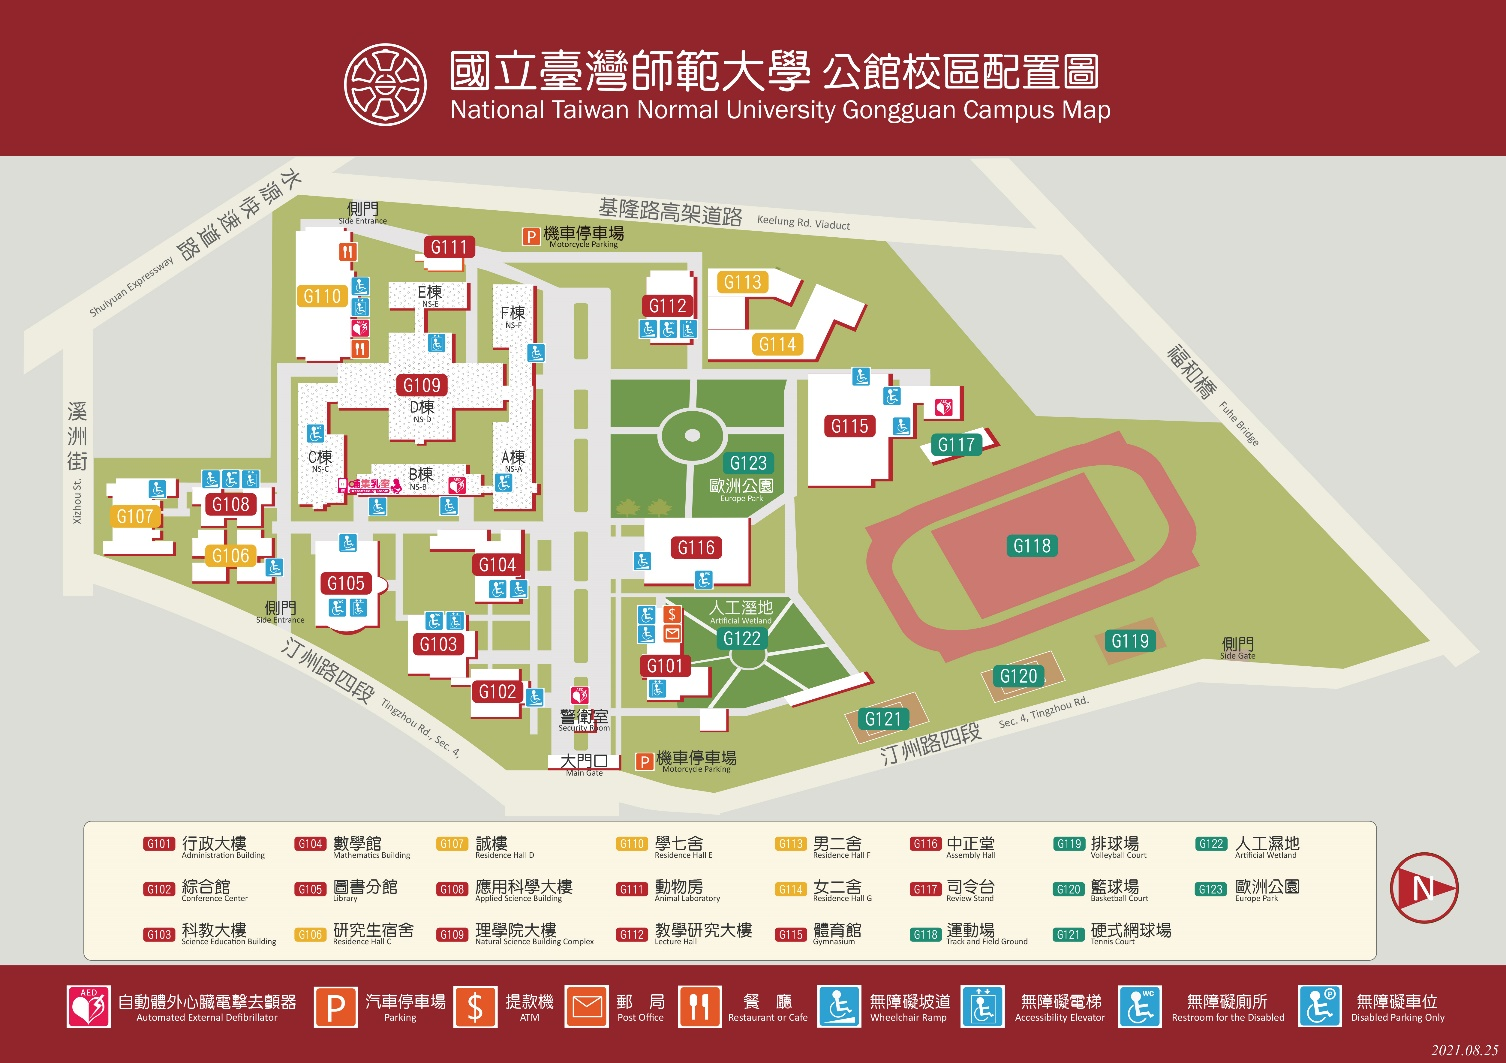 國立臺灣師範大學 公館校區配置圖
National Taiwan Normal University Gongguan Campus Map
水源快速道路
Shuiyuan Expressway
側門
Side Entrance
基隆路高架道路 Keelung Rd. Viaduct
P 機車停車場
Motorcycle Parking
G111
G110
E棟
NS-E
F棟
NS-F
G112
G113
G114
G109
D棟
NS-D
G115
G117
福和橋
Fuhe Bridge
溪洲街
Xizhou St.
C棟
NS-C
B棟
NS-B
A棟
NS-A
哺集乳室
G123
歐洲公園
Europe Park
G107
G108
G106
G105
G104
G116
G118
側門
Side Entrance
人工溼地
Artificial Wetland
G122
$
G103
G101
G102
G119
G120
G121
側門
Side Gate
汀州路四段
Tingzhou Rd., Sec. 4,
警衛室
Security Room
大門口
Main Gate
P 機車停車場
Motorcycle Parking
汀州路四段 Sec. 4, Tingzhou Rd.
G101 行政大樓
Administration Building
G102 綜合館
Conference Center
G103 科教大樓
Science Education Building
G104 數學館
Mathematics Building
G105 圖書分館
Library
G106 研究生宿舍
Residence Hall C
G107 誠樓
Residence Hall D
G108 應用科學大樓
Applied Science Building
G109 理學院大樓
Natural Science Building Complex
G110 學七舍
Residence Hall E
G111 動物房
Animal Laboratory
G112 教學研究大樓
Lecture Hall
G113 男二舍
Residence Hall F
G114 女二舍
Residence Hall G
G115 體育館
Gymnasium
G116 中正堂
Assembly Hall
G117 司令台
Review Stand
G118 運動場
Track and Field Ground
G119 排球場
Volleyball Court
G120 籃球場
Basketball Court
G121 硬式網球場
Tennis Court
G122 人工濕地
Artificial Wetland
G123 歐洲公園
Europe Park
N
AED 自動體外心臟電擊去顫器
Automated External Defibrillator
P 汽車停車場
Parking
$ 提款機
ATM
郵 局
Post Office
餐 廳
Restaurant or Cafe
無障礙坡道
Wheelchair Ramp
無障礙電梯
Accessibility Elevator
WC 無障礙廁所
Restroom for the Disabled
P 無障礙車位
Disabled Parking Only
2021.08.25